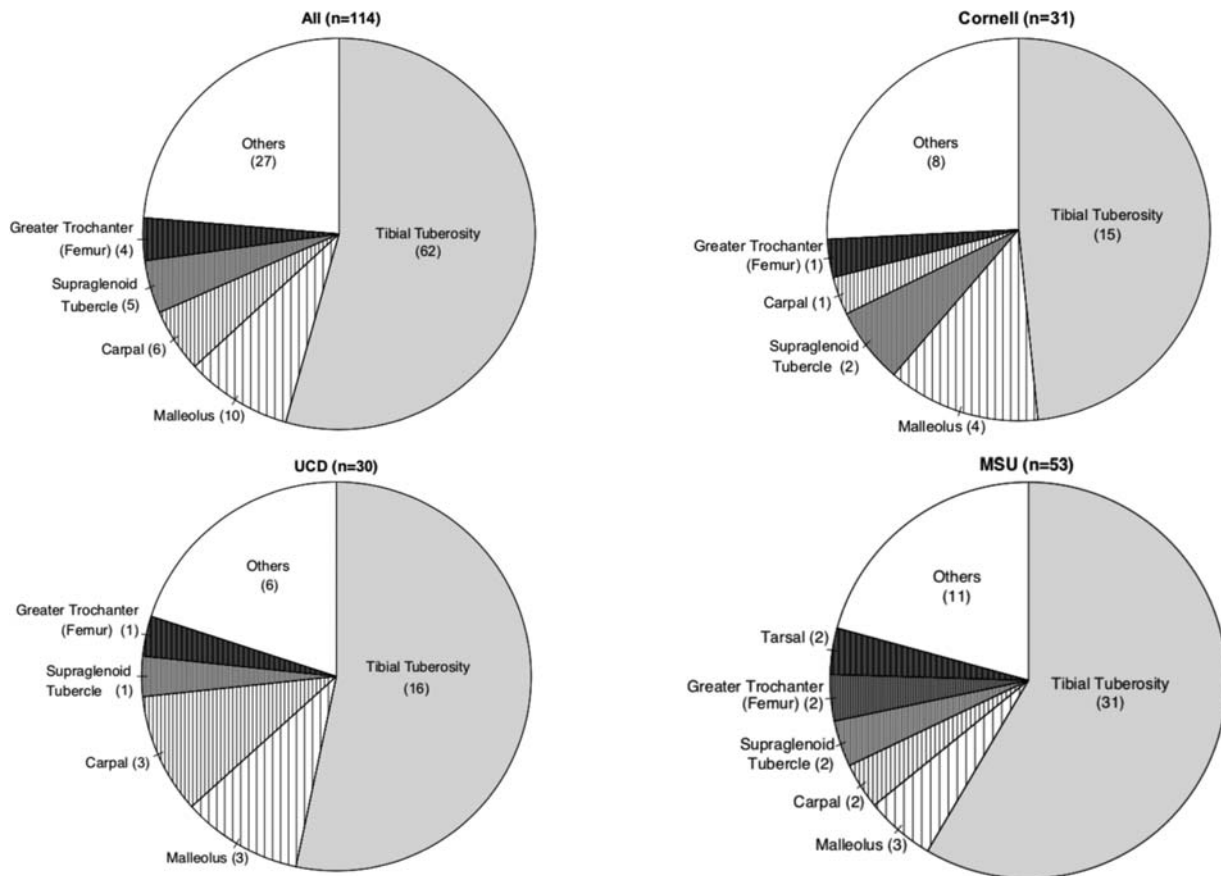 All (n=114)
Others
(27)
Tibial Tuberosity
(62)
Greater Trochanter
(Femur) (4)
Supraglenoid
Tubercle (5)
Carpal (6)
Malleolus (10)
Cornell (n=31)
Others
(8)
Tibial Tuberosity
(15)
Greater Trochanter
(Femur) (1)
Carpal (1)
Supraglenoid
Tubercle (2)
Malleolus (4)
UCD (n=30)
Others
(6)
Tibial Tuberosity
(16)
Greater Trochanter
(Femur) (1)
Supraglenoid
Tubercle (1)
Carpal (3)
Malleolus (3)
MSU (n=53)
Others
(11)
Tibial Tuberosity
(31)
Tarsal (2)
Greater Trochanter
(Femur) (2)
Supraglenoid
Tubercle (2)
Carpal (2)
Malleolus (3)